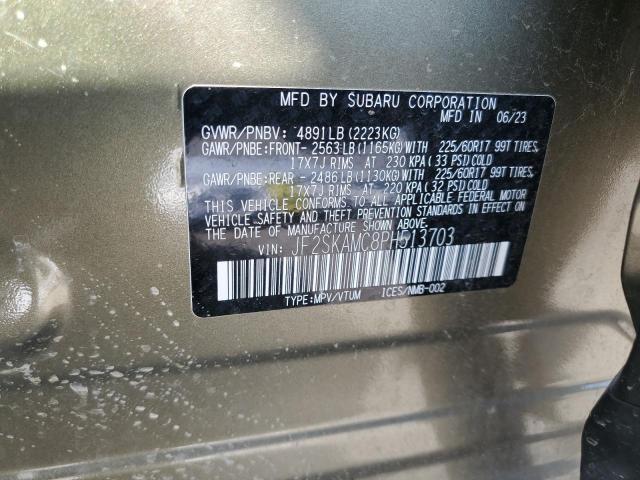 MFD BY SUBARU CORPORATION
MFD IN 06/23
GVWR/PNBV: 4891LB(2223KG)
GAWR/PNBE:FRONT- 2563LB(1165KG)WITH 225/60R17 99T TIRES,
17X7J RIMS AT 230 KPA(33 PSI)COLD
GAWR/PNBE:REAR - 2486LB(1130KG)WITH 225/60R17 99T TIRES,
17X7J RIMS AT 220 KPA(32 PSI)COLD
THIS VEHICLE CONFORMS TO ALL APPLICABLE FEDERAL MOTOR
VEHICLE SAFETY AND THEFT PREVENTION STANDARDS IN EFFECT ON
THE DATE OF MANUFACTURE SHOWN ABOVE.
VIN: JF2SKAMC8PH513703
TYPE:MPV/VTUM ICES/NMB-002